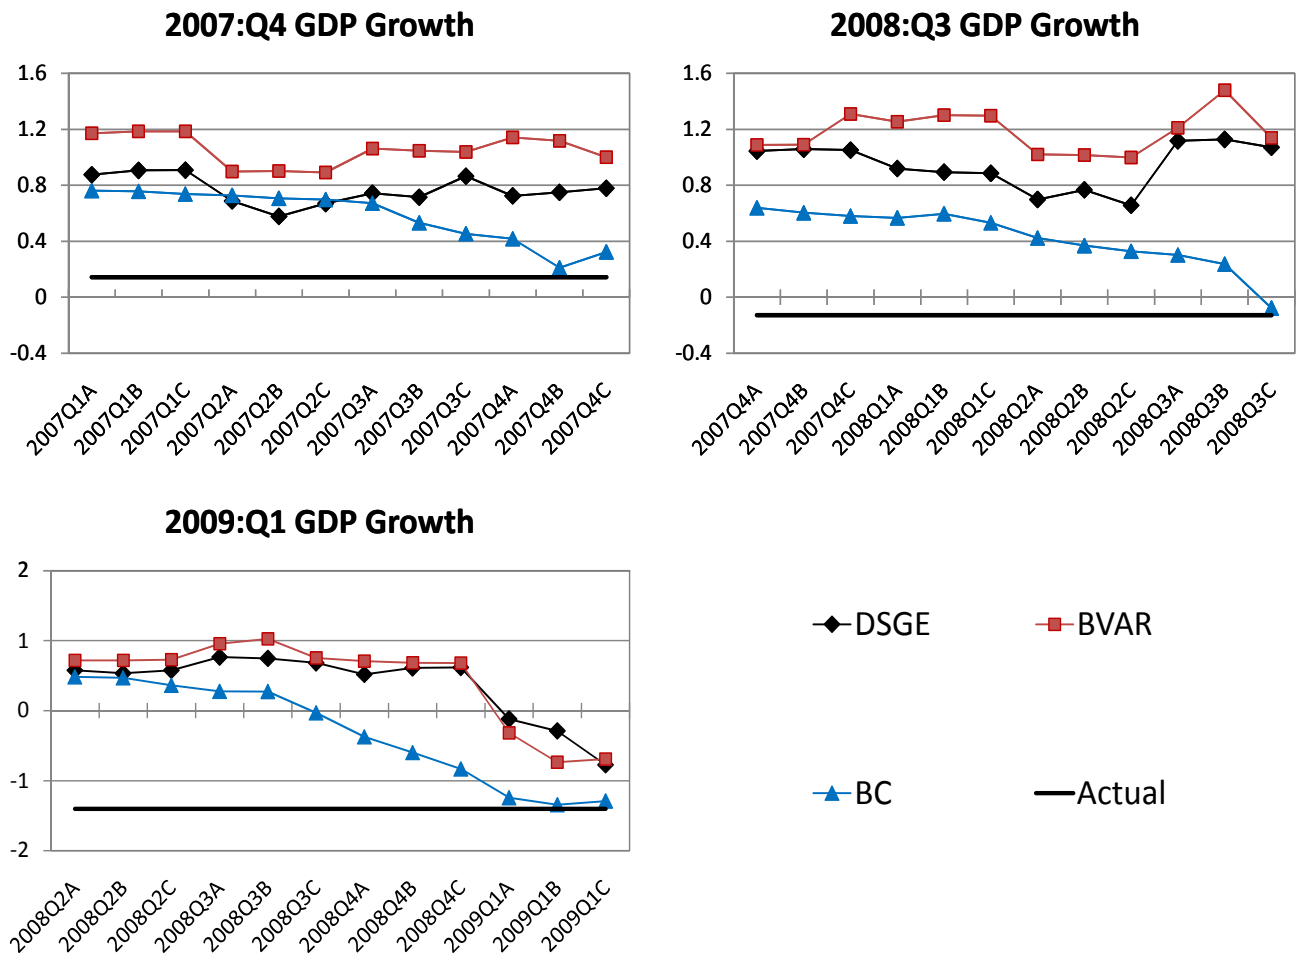 2007:Q4 GDP Growth
1.6
1.2
0.8
0.4
0
-0.4
2007Q1A
2007Q1B
2007Q1C
2007Q2A
2007Q2B
2007Q2C
2007Q3A
2007Q3B
2007Q3C
2007Q4A
2007Q4B
2007Q4C
2008:Q3 GDP Growth
1.6
1.2
0.8
0.4
0
-0.4
2007Q4A
2007Q4B
2007Q4C
2008Q1A
2008Q1B
2008Q1C
2008Q2A
2008Q2B
2008Q2C
2008Q3A
2008Q3B
2008Q3C
2009:Q1 GDP Growth
2
1
0
-1
-2
2008Q2A
2008Q2B
2008Q2C
2008Q3A
2008Q3B
2008Q3C
2008Q4A
2008Q4B
2008Q4C
2009Q1A
2009Q1B
2009Q1C
DSGE
BVAR
BC
Actual